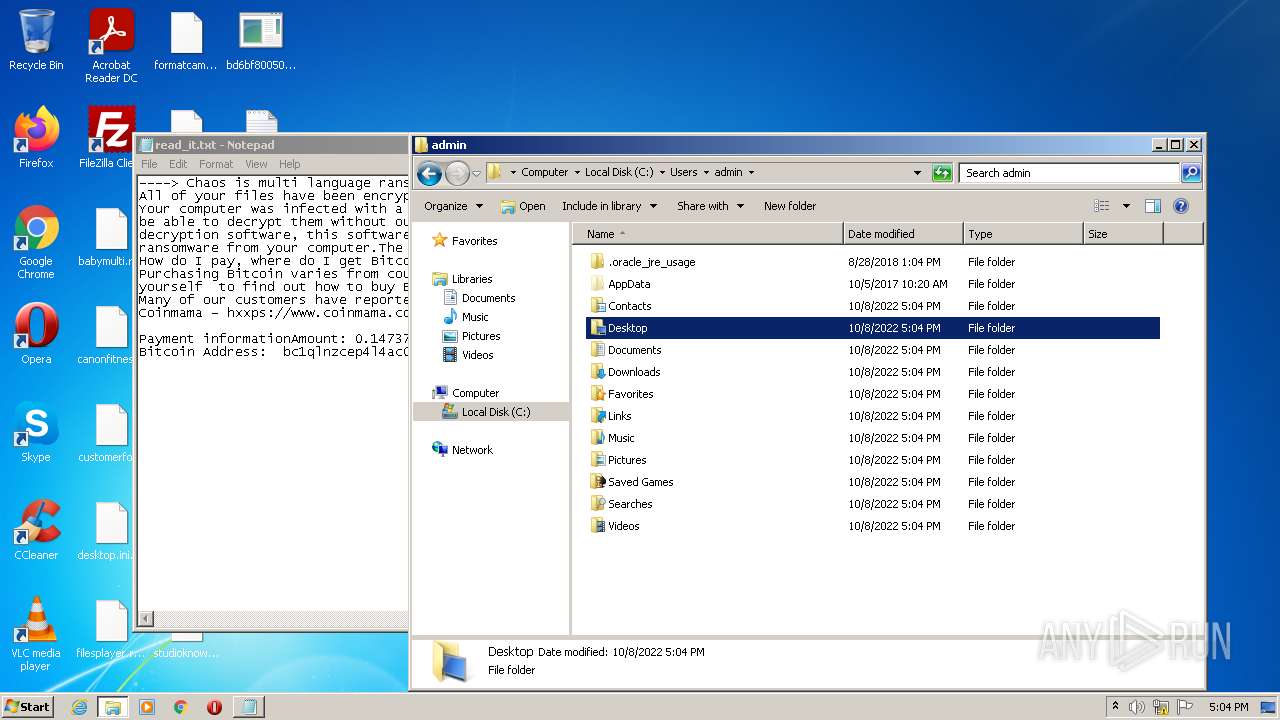 Recycle Bin
Acrobat
Reader DC
formatcam...
bd6bf80050...
Firefox
FileZilla Clie
Google
Chrome
babymulti.r
Opera
canonfitnes
Skype
customerfo
CCleaner
desktop.ini.
VLC media
player
filesplayer.r...
studioknow...
read_it.txt - Notepad
File Edit Format View Help
----> Chaos is multi language rans
All of your files have been encryp
Your computer was infected with a
be able to decrypt them without ou
decryption software, this software
ransomware from your computer.The
How do I pay, where do I get Bitco
Purchasing Bitcoin varies from cou
yourself to find out how to buy B
Many of our customers have reporte
Coinmama - hxxps://www.coinmama.co
Payment informationAmount: 0.14737
Bitcoin Address:
admin
Computer Local Disk (C:) Users admin
Search admin
Organize Open Include in library Share with New folder
Favorites
Libraries
Documents
Music
Pictures
Videos
Computer
Local Disk (C:)
Network
Name Date modified Type Size
.oracle_jre_usage 8/28/2018 1:04 PM File folder
AppData 10/5/2017 10:20 AM File folder
Contacts 10/8/2022 5:04 PM File folder
Desktop 10/8/2022 5:04 PM File folder
Documents 10/8/2022 5:04 PM File folder
Downloads 10/8/2022 5:04 PM File folder
Favorites 10/8/2022 5:04 PM File folder
Links 10/8/2022 5:04 PM File folder
Music 10/8/2022 5:04 PM File folder
Pictures 10/8/2022 5:04 PM File folder
Saved Games 10/8/2022 5:04 PM File folder
Searches 10/8/2022 5:04 PM File folder
Videos 10/8/2022 5:04 PM File folder
Desktop Date modified: 10/8/2022 5:04 PM
File folder
ANY RUN
Start
5:04 PM